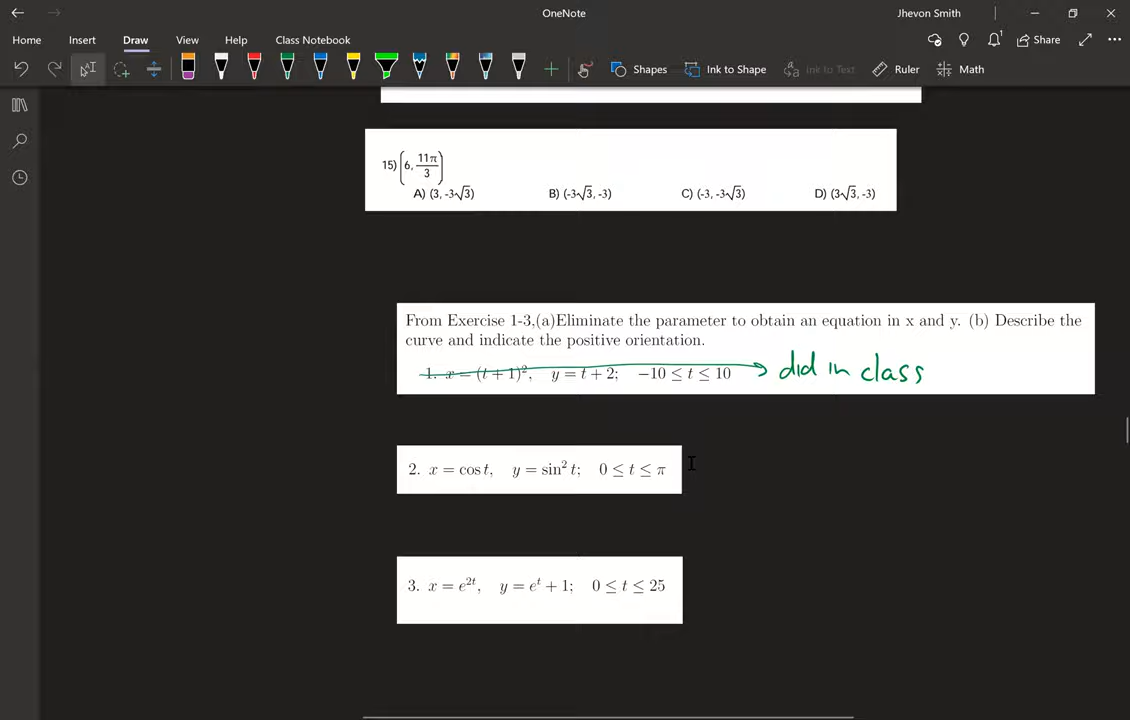 OneNote
Jhevon Smith
Home Insert Draw View Help Class Notebook
Share
Shapes Ink to Shape Ink to Text Ruler Math
15) (6, 11π/3)
A) (3, -3√3) B) (-3√3, -3) C) (-3, -3√3) D) (3√3, -3)
From Exercise 1-3,(a)Eliminate the parameter to obtain an equation in x and y. (b) Describe the
curve and indicate the positive orientation.
1. x = (t + 1)², y = t + 2; −10 ≤ t ≤ 10 → did in class
2. x = cos t, y = sin² t; 0 ≤ t ≤ π
3. x = e²ᵗ, y = eᵗ + 1; 0 ≤ t ≤ 25